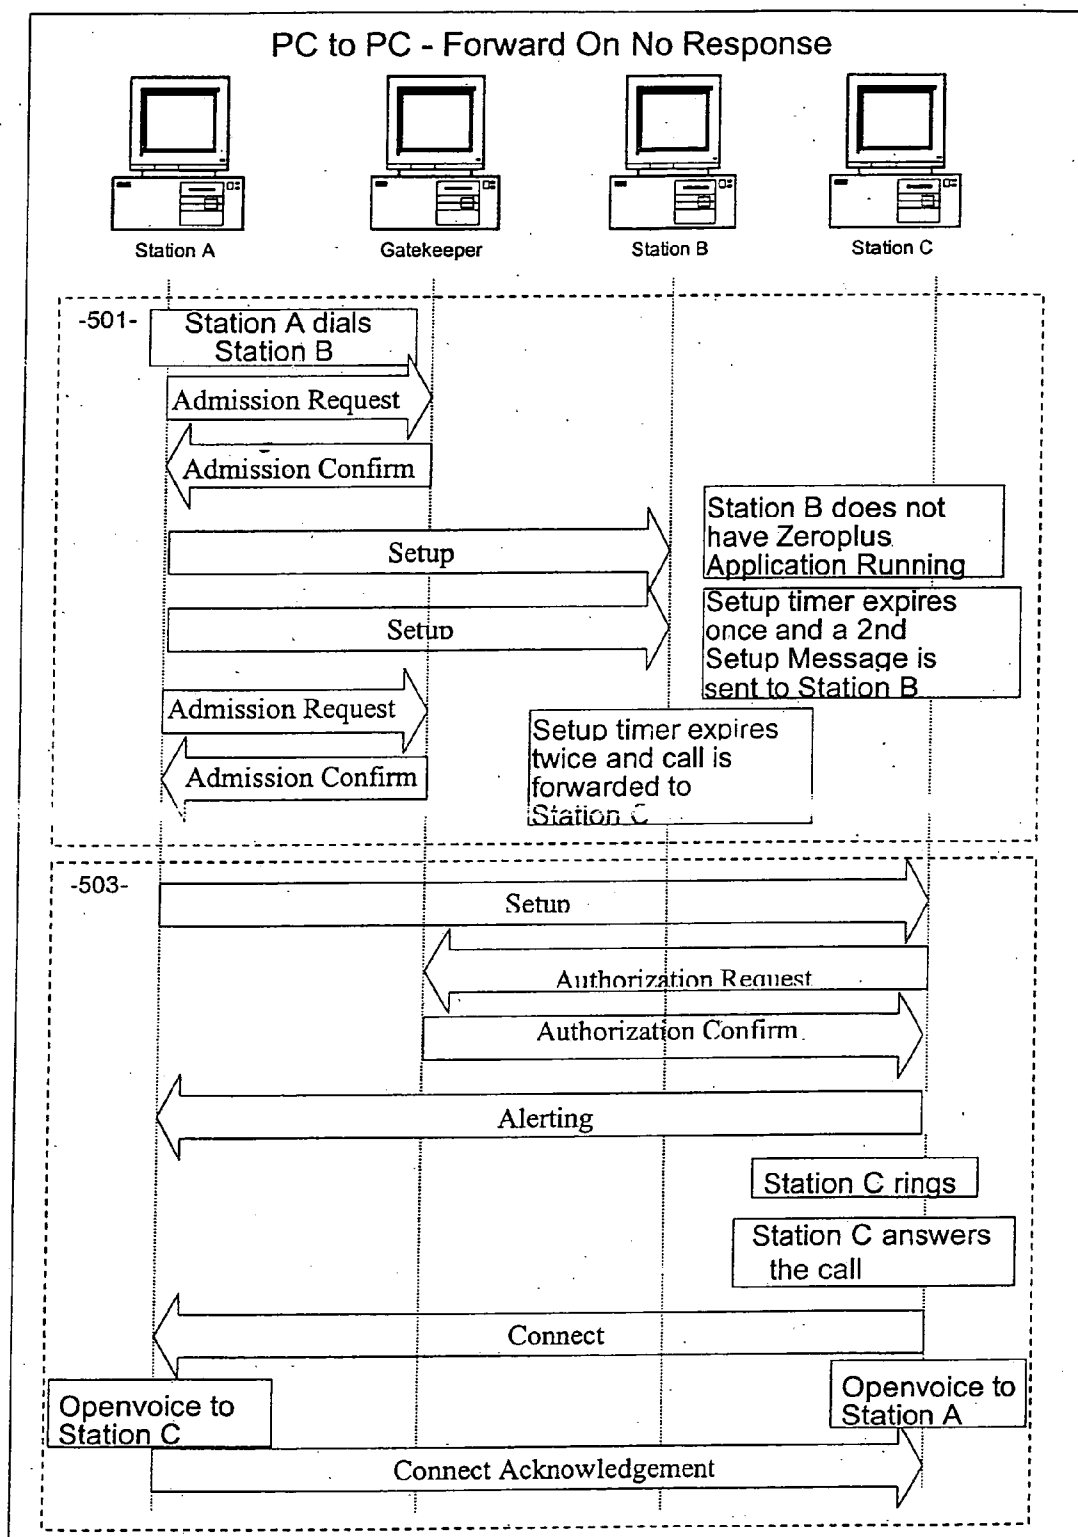 PC to PC - Forward On No Response
Station A
Gatekeeper
Station B
Station C
-501-
Station A dials
Station B
Admission Request
Admission Confirm
Setup
Station B does not
have Zeroplus
Application Running
Setup
Setup timer expires
once and a 2nd
Setup Message is
sent to Station B
Admission Request
Admission Confirm
Setup timer expires
twice and call is
forwarded to
Station C
-503-
Setup
Authorization Request
Authorization Confirm
Alerting
Station C rings
Station C answers
the call
Connect
Openvoice to
Station C
Openvoice to
Station A
Connect Acknowledgement